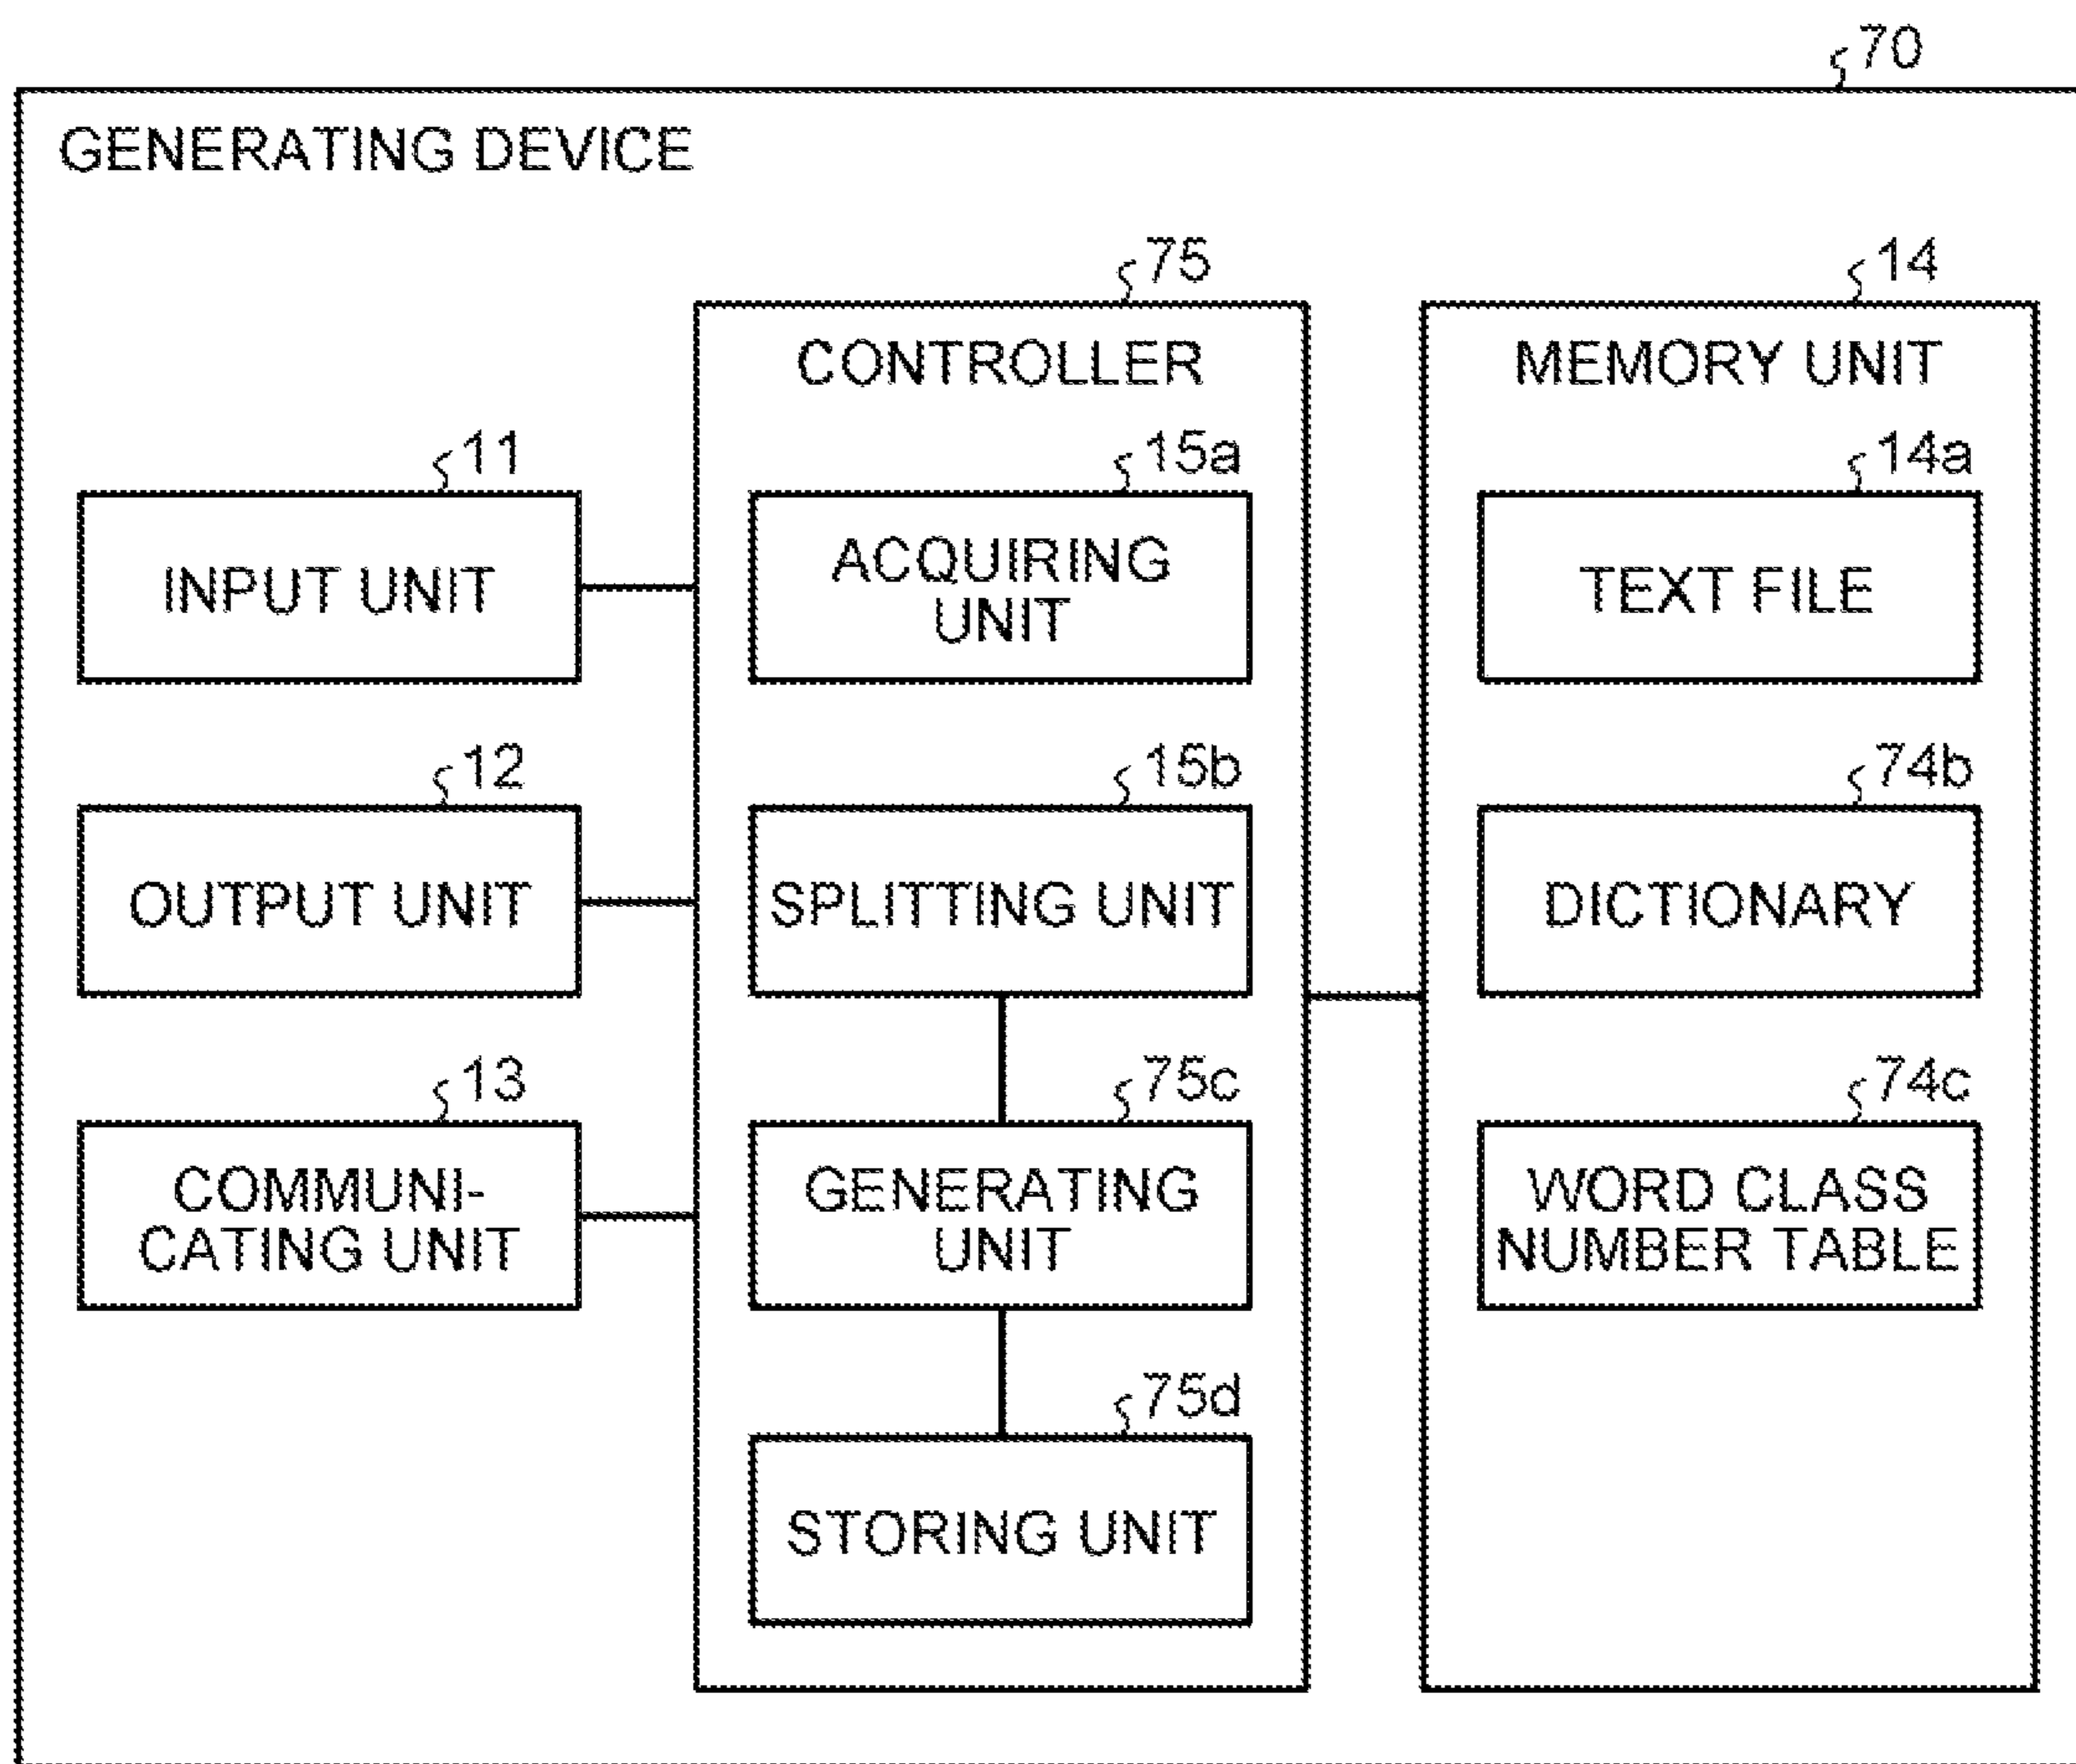 70
GENERATING DEVICE
75
14
CONTROLLER
MEMORY UNIT
11
15a
14a
INPUT UNIT
ACQUIRING
UNIT
TEXT FILE
12
15b
74b
OUTPUT UNIT
SPLITTING UNIT
DICTIONARY
13
75c
74c
COMMUNI-
CATING UNIT
GENERATING
UNIT
WORD CLASS
NUMBER TABLE
75d
STORING UNIT